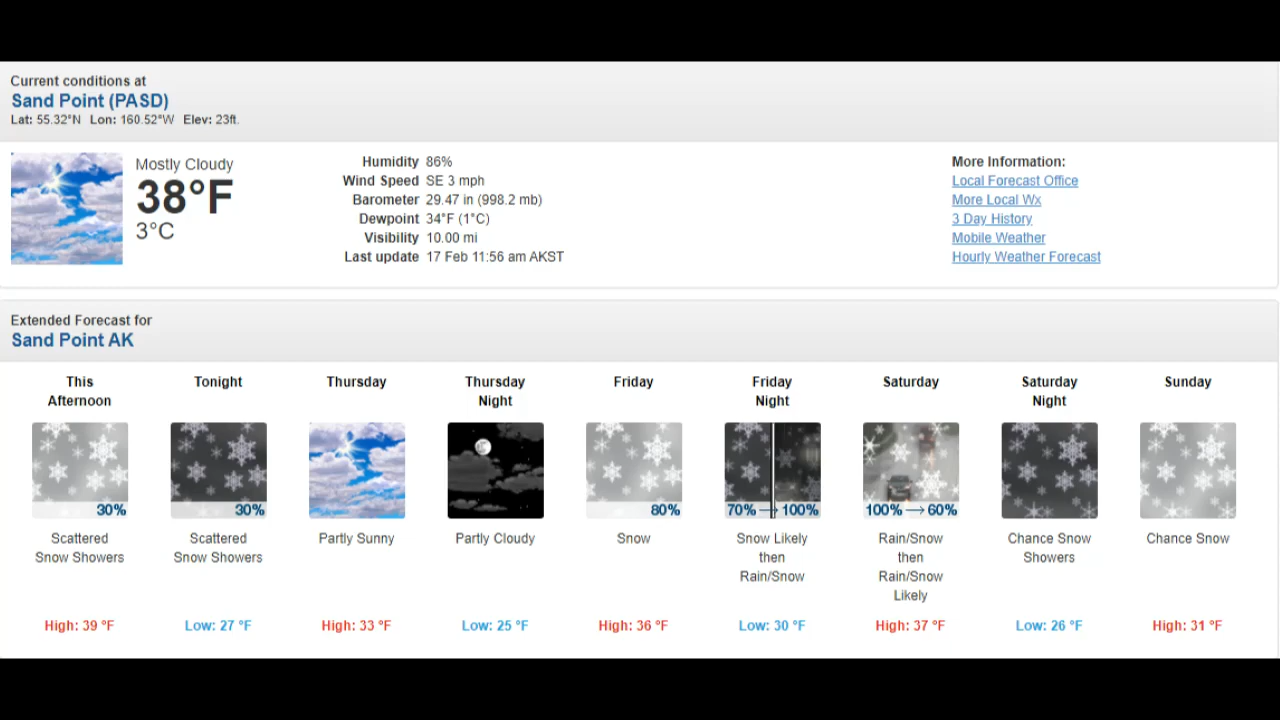 Current conditions at
Sand Point (PASD)
Lat: 55.32°N Lon: 160.52°W Elev: 23ft.
Mostly Cloudy
38°F
3°C
Humidity 86%
Wind Speed SE 3 mph
Barometer 29.47 in (998.2 mb)
Dewpoint 34°F (1°C)
Visibility 10.00 mi
Last update 17 Feb 11:56 am AKST
More Information:
Local Forecast Office
More Local Wx
3 Day History
Mobile Weather
Hourly Weather Forecast
Extended Forecast for
Sand Point AK
This
Afternoon
30%
Scattered
Snow Showers
High: 39 °F
Tonight
30%
Scattered
Snow Showers
Low: 27 °F
Thursday
Partly Sunny
High: 33 °F
Thursday
Night
Partly Cloudy
Low: 25 °F
Friday
80%
Snow
High: 36 °F
Friday
Night
70% → 100%
Snow Likely
then
Rain/Snow
Low: 30 °F
Saturday
100% → 60%
Rain/Snow
then
Rain/Snow
Likely
High: 37 °F
Saturday
Night
Chance Snow
Showers
Low: 26 °F
Sunday
Chance Snow
High: 31 °F